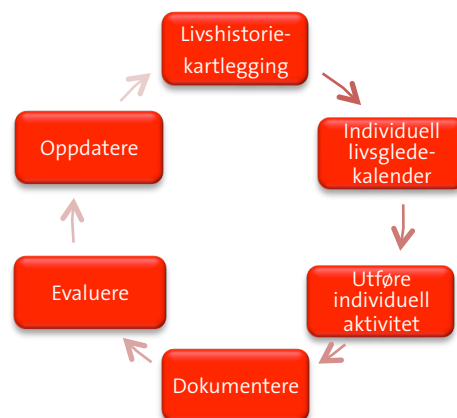 Livshistorie-
kartlegging
Individuell
livsglede-
kalender
Utføre
individuell
aktivitet
Dokumentere
Evaluere
Oppdatere